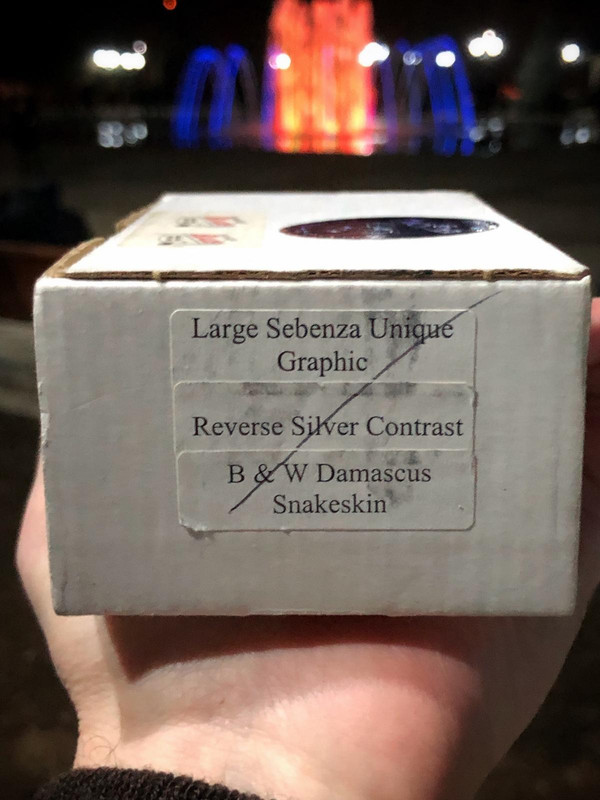 Large Sebenza Unique
Graphic
Reverse Silver Contrast
B & W Damascus
Snakeskin